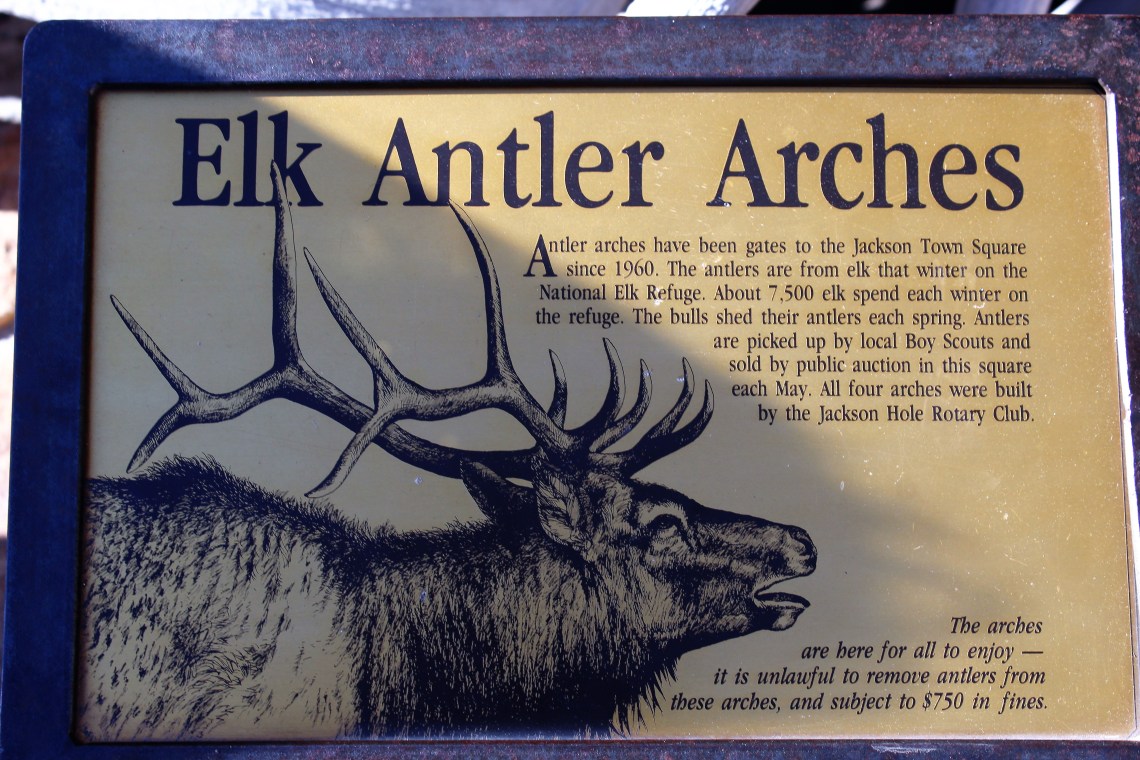 Elk Antler Arches
Antler arches have been gates to the Jackson Town Square
since 1960. The antlers are from elk that winter on the
National Elk Refuge. About 7,500 elk spend each winter on
the refuge. The bulls shed their antlers each spring. Antlers
are picked up by local Boy Scouts and
sold by public auction in this square
each May. All four arches were built
by the Jackson Hole Rotary Club.
The arches
are here for all to enjoy —
it is unlawful to remove antlers from
these arches, and subject to $750 in fines.